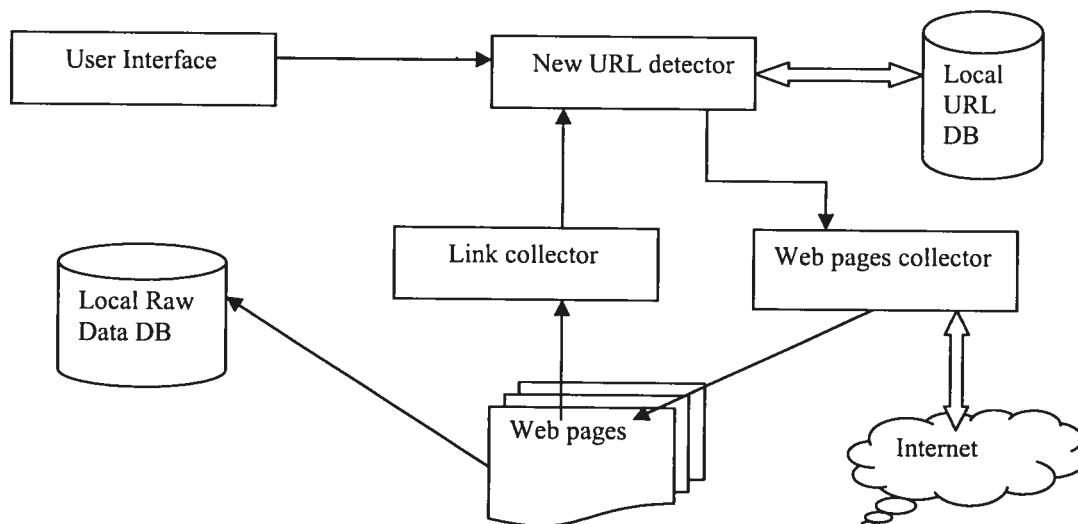 User Interface
New URL detector
Local
URL
DB
Link collector
Web pages collector
Local Raw
Data DB
Web pages
Internet